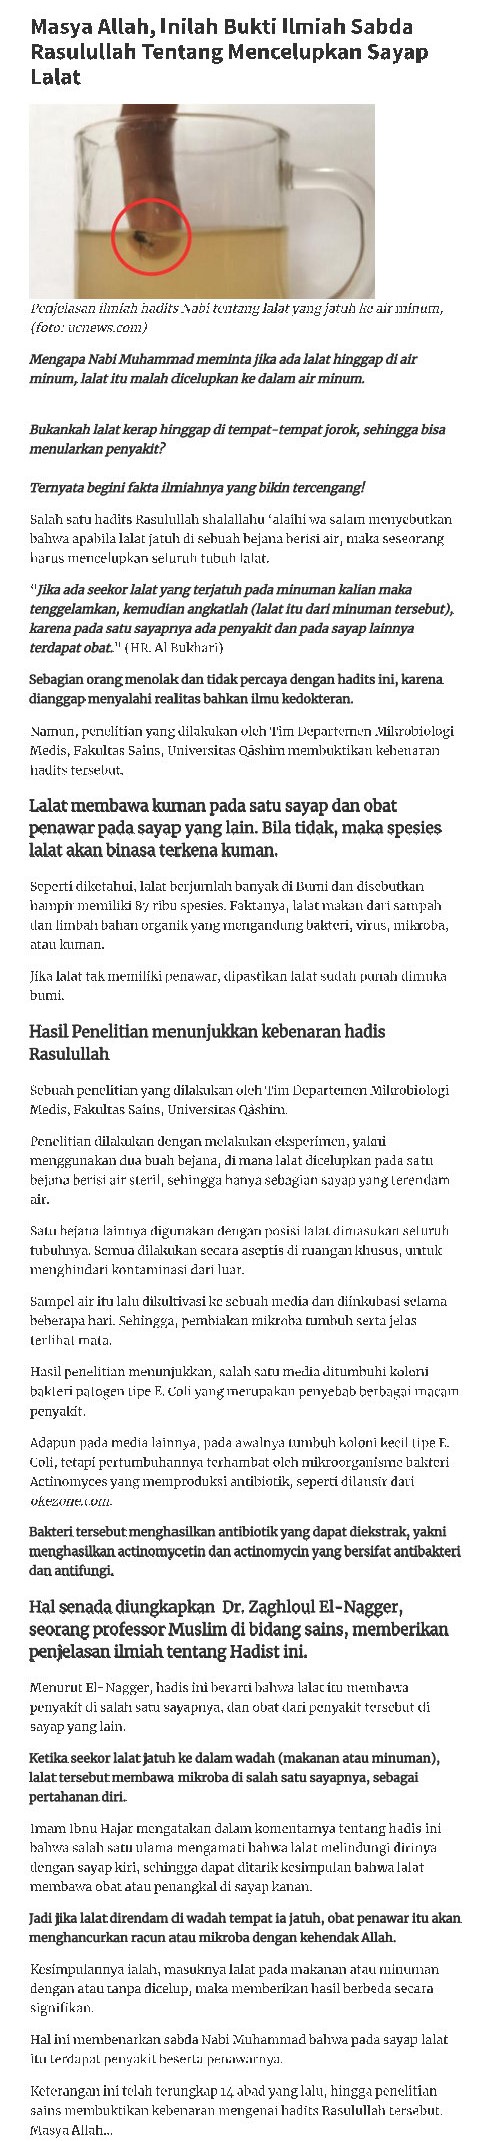 Masya Allah, Inilah Bukti Ilmiah Sabda
Rasulullah Tentang Mencelupkan Sayap
Lalat
Penjelasan ilmiah hadits Nabi tentang lalat yang jatuh ke air minum,
(foto: ucnews.com)
Mengapa Nabi Muhammad meminta jika ada lalat hinggap di air
minum, lalat itu malah dicelupkan ke dalam air minum.
Bukankah lalat kerap hinggap di tempat-tempat jorok, sehingga bisa
menularkan penyakit?
Ternyata begini fakta ilmiahnya yang bikin tercengang!
Salah satu hadits Rasulullah shalallahu ‘alaihi wa salam menyebutkan
bahwa apabila lalat jatuh di sebuah bejana berisi air, maka seseorang
harus mencelupkan seluruh tubuh lalat.
"Jika ada seekor lalat yang terjatuh pada minuman kalian maka
tenggelamkan, kemudian angkatlah (lalat itu dari minuman tersebut),
karena pada satu sayapnya ada penyakit dan pada sayap lainnya
terdapat obat." (HR. Al Bukhari)
Sebagian orang menolak dan tidak percaya dengan hadits ini, karena
dianggap menyalahi realitas bahkan ilmu kedokteran.
Namun, penelitian yang dilakukan oleh Tim Departemen Mikrobiologi
Medis, Fakultas Sains, Universitas Qâshim membuktikan kebenaran
hadits tersebut.
Lalat membawa kuman pada satu sayap dan obat
penawar pada sayap yang lain. Bila tidak, maka spesies
lalat akan binasa terkena kuman.
Seperti diketahui, lalat berjumlah banyak di Bumi dan disebutkan
hampir memiliki 87 ribu spesies. Faktanya, lalat makan dari sampah
dan limbah bahan organik yang mengandung bakteri, virus, mikroba,
atau kuman.
Jika lalat tak memiliki penawar, dipastikan lalat sudah punah dimuka
bumi.
Hasil Penelitian menunjukkan kebenaran hadis
Rasulullah
Sebuah penelitian yang dilakukan oleh Tim Departemen Mikrobiologi
Medis, Fakultas Sains, Universitas Qâshim.
Penelitian dilakukan dengan melakukan eksperimen, yakni
menggunakan dua buah bejana, di mana lalat dicelupkan pada satu
bejana berisi air steril, sehingga hanya sebagian sayap yang terendam
air.
Satu bejana lainnya digunakan dengan posisi lalat dimasukan seluruh
tubuhnya. Semua dilakukan secara aseptis di ruangan khusus, untuk
menghindari kontaminasi dari luar.
Sampel air itu lalu dikultivasi ke sebuah media dan diinkubasi selama
beberapa hari. Sehingga, pembiakan mikroba tumbuh serta jelas
terlihat mata.
Hasil penelitian menunjukkan, salah satu media ditumbuhi koloni
bakteri patogen tipe E. Coli yang merupakan penyebab berbagai macam
penyakit.
Adapun pada media lainnya, pada awalnya tumbuh koloni kecil tipe E.
Coli, tetapi pertumbuhannya terhambat oleh mikroorganisme bakteri
Actinomyces yang memproduksi antibiotik, seperti dilansir dari
okezone.com.
Bakteri tersebut menghasilkan antibiotik yang dapat diekstrak, yakni
menghasilkan actinomycetin dan actinomycin yang bersifat antibakteri
dan antifungi.
Hal senada diungkapkan Dr. Zaghloul El-Nagger,
seorang professor Muslim di bidang sains, memberikan
penjelasan ilmiah tentang Hadist ini.
Menurut El-Nagger, hadis ini berarti bahwa lalat itu membawa
penyakit di salah satu sayapnya, dan obat dari penyakit tersebut di
sayap yang lain.
Ketika seekor lalat jatuh ke dalam wadah (makanan atau minuman),
lalat tersebut membawa mikroba di salah satu sayapnya, sebagai
pertahanan diri.
Imam Ibnu Hajar mengatakan dalam komentarnya tentang hadis ini
bahwa salah satu ulama mengamati bahwa lalat melindungi dirinya
dengan sayap kiri, sehingga dapat ditarik kesimpulan bahwa lalat
membawa obat atau penangkal di sayap kanan.
Jadi jika lalat direndam di wadah tempat ia jatuh, obat penawar itu akan
menghancurkan racun atau mikroba dengan kehendak Allah.
Kesimpulannya ialah, masuknya lalat pada makanan atau minuman
dengan atau tanpa dicelup, maka memberikan hasil berbeda secara
signifikan.
Hal ini membenarkan sabda Nabi Muhammad bahwa pada sayap lalat
itu terdapat penyakit beserta penawarnya.
Keterangan ini telah terungkap 14 abad yang lalu, hingga penelitian
sains membuktikan kebenaran mengenai hadits Rasulullah tersebut.
Masya Allah...